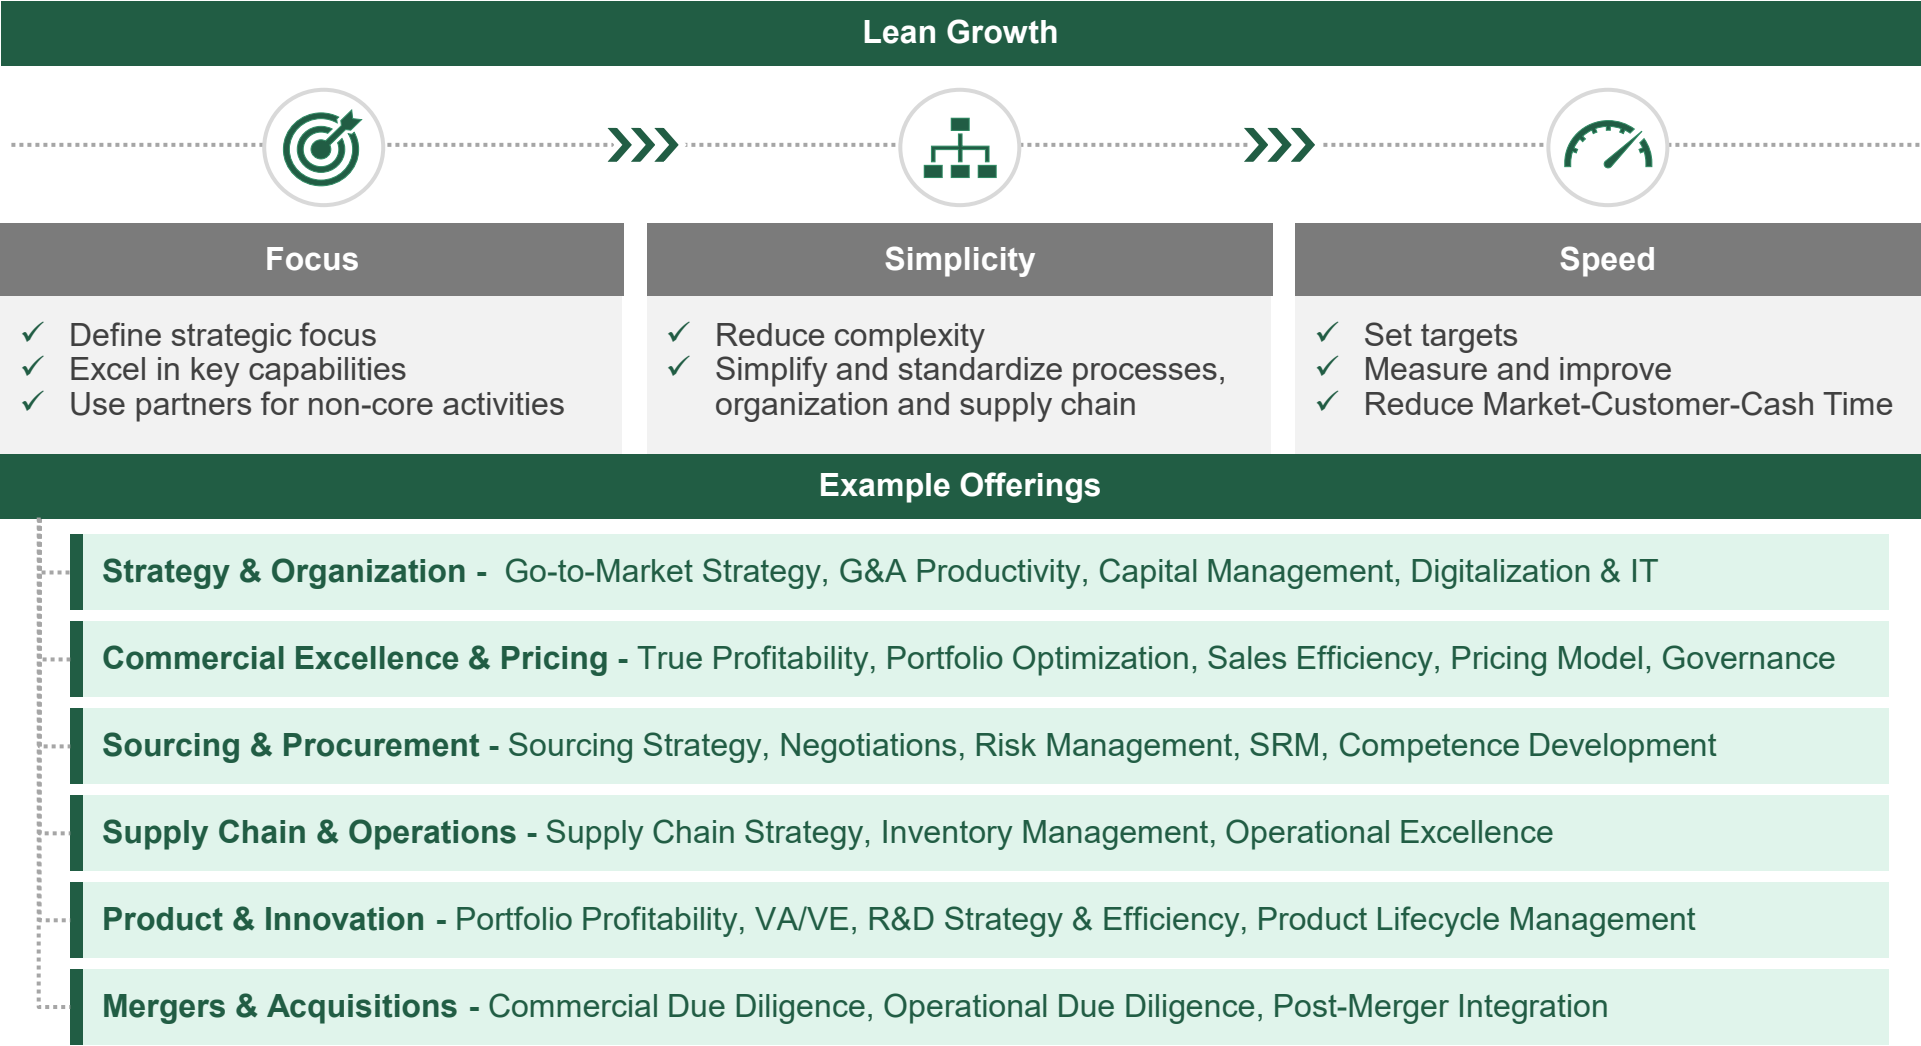 Lean Growth
Focus
Define strategic focus
Excel in key capabilities
Use partners for non-core activities
Simplicity
Reduce complexity
Simplify and standardize processes,
organization and supply chain
Speed
Set targets
Measure and improve
Reduce Market-Customer-Cash Time
Example Offerings
Strategy & Organization - Go-to-Market Strategy, G&A Productivity, Capital Management, Digitalization & IT
Commercial Excellence & Pricing - True Profitability, Portfolio Optimization, Sales Efficiency, Pricing Model, Governance
Sourcing & Procurement - Sourcing Strategy, Negotiations, Risk Management, SRM, Competence Development
Supply Chain & Operations - Supply Chain Strategy, Inventory Management, Operational Excellence
Product & Innovation - Portfolio Profitability, VA/VE, R&D Strategy & Efficiency, Product Lifecycle Management
Mergers & Acquisitions - Commercial Due Diligence, Operational Due Diligence, Post-Merger Integration